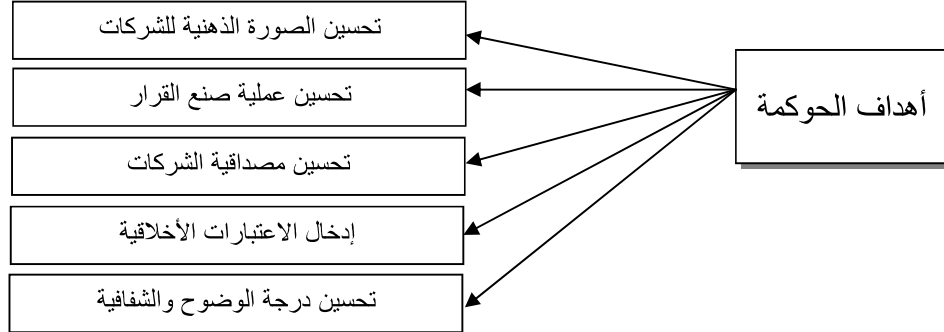 أهداف الحوكمة
تحسين الصورة الذهنية للشركات
تحسين عملية صنع القرار
تحسين مصداقية الشركات
إدخال الاعتبارات الأخلاقية
تحسين درجة الوضوح والشفافية